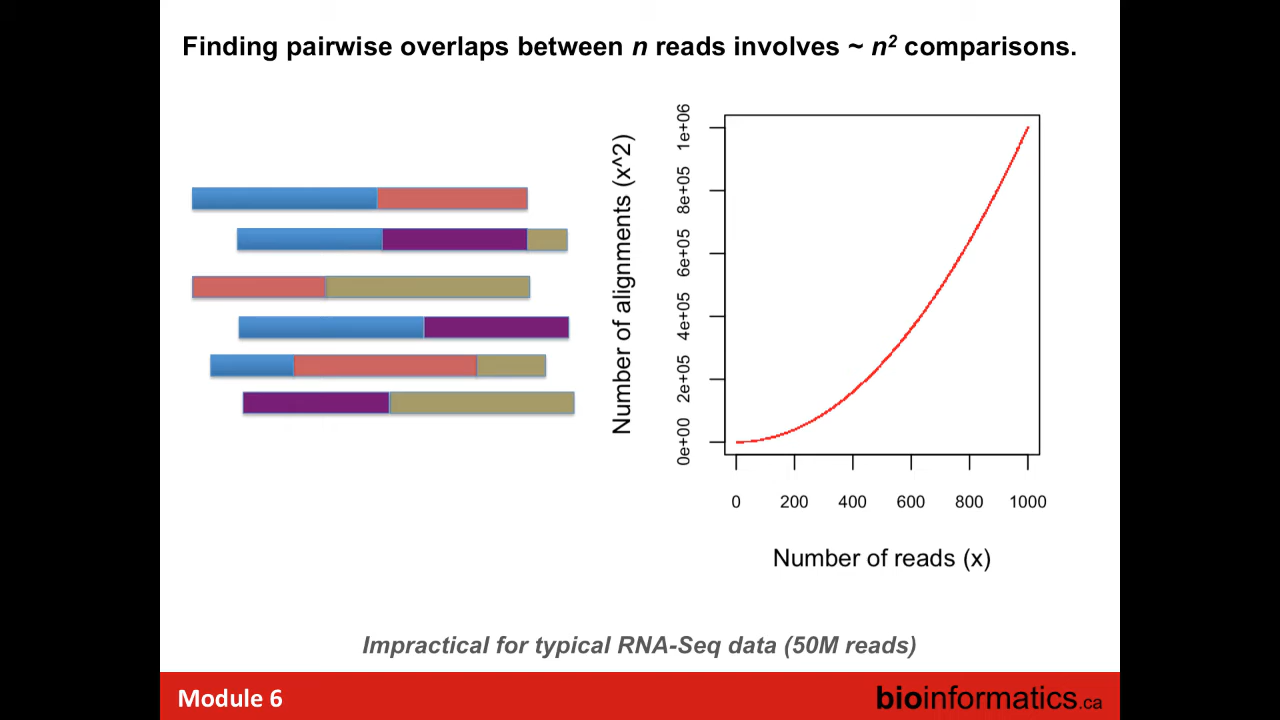 Finding pairwise overlaps between n reads involves ~ n² comparisons.
Number of alignments (x^2)
1e+06
8e+05
6e+05
4e+05
2e+05
0e+00
0 200 400 600 800 1000
Number of reads (x)
Impractical for typical RNA-Seq data (50M reads)
Module 6
bioinformatics.ca